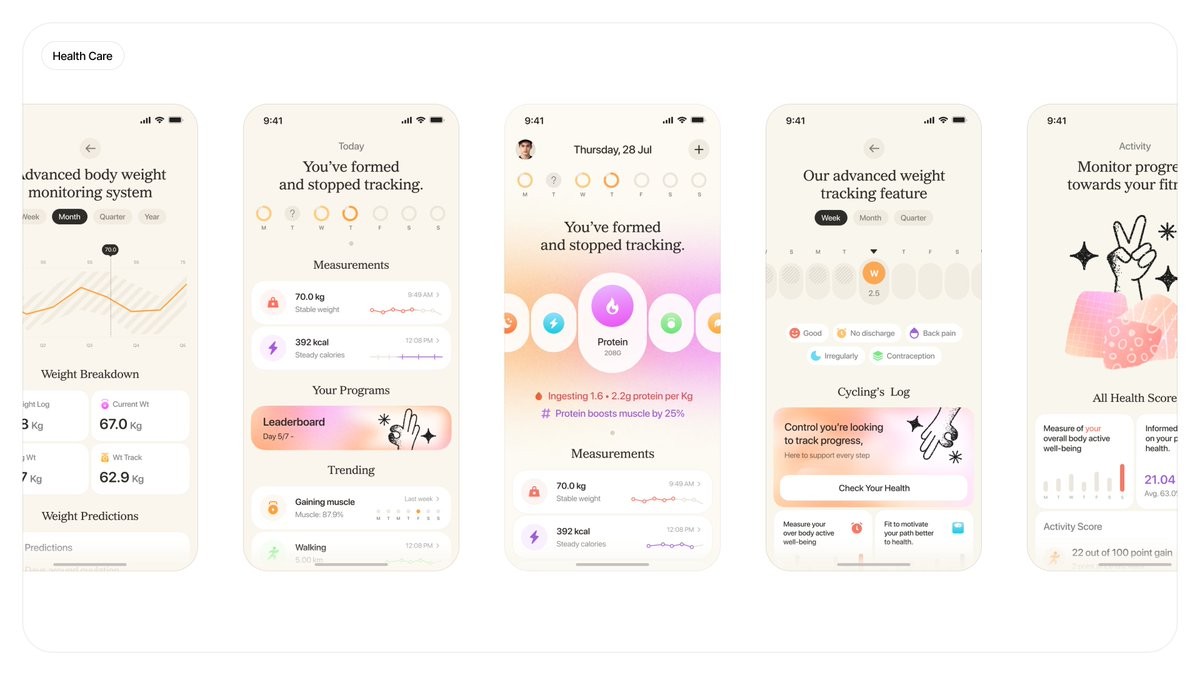 Health Care
Advanced body weight
monitoring system
Week
Month
Quarter
Year
70.0
Weight Breakdown
Current Wt
Kg
67.0 Kg
Wt
Wt Track
Kg
62.9 Kg
Weight Predictions
Predictions
9:41
Today
You've formed
and stopped tracking.
?
M T W T F S S
Measurements
70.0 kg
Stable weight
9:49 AM >
392 kcal
Steady calories
12:08 PM >
Your Programs
Leaderboard
Day 5/7 -
Trending
Gaining muscle
Muscle: 87.9%
Last week >
M T M T F S S
Walking
5:00 km
12:08 PM >
9:41
Thursday, 28 Jul
+
?
M T W T F S S
You've formed
and stopped tracking.
Protein
208G
Ingesting 1.6 • 2.2g protein per Kg
# Protein boosts muscle by 25%
Measurements
70.0 kg
Stable weight
9:49 AM >
392 kcal
Steady calories
12:08 PM >
9:41
Our advanced weight
tracking feature
Week
Month
Quarter
S M T T F S
W
2.5
Good
No discharge
Back pain
Irregularly
Contraception
Cycling's Log
Control you're looking
to track progress,
Here to support every step
Check Your Health
Measure your
over body active
well-being
Fit to motivate
your path better
to health.
9:41
Activity
Monitor progre
towards your fitn
All Health Score
Measure of your
overall body active
well-being
M T W T F S S
Informed
on your p
health.
21.04
Avg. 63.0
Activity Score
22 out of 100 point gain